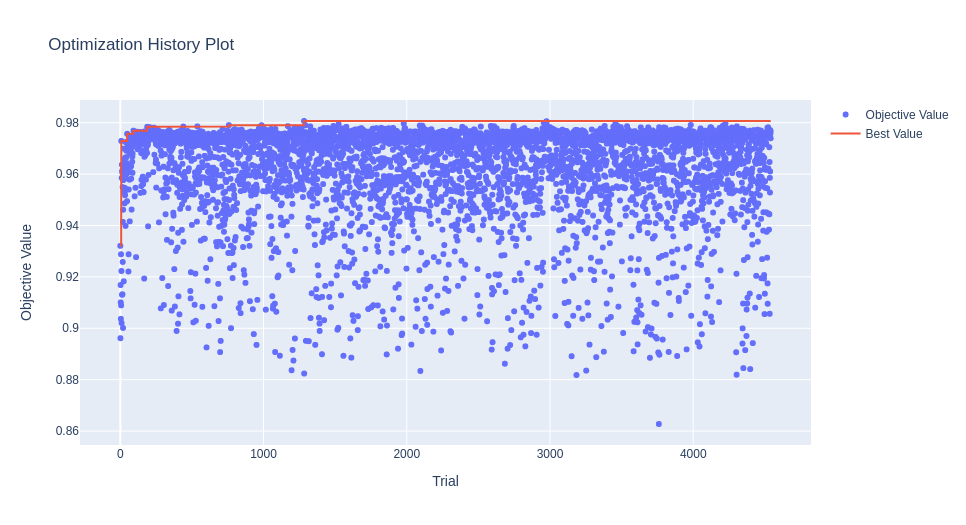 Optimization History Plot
Objective Value
Best Value
Objective Value
0.98
0.96
0.94
0.92
0.9
0.88
0.86
0
1000
2000
3000
4000
Trial